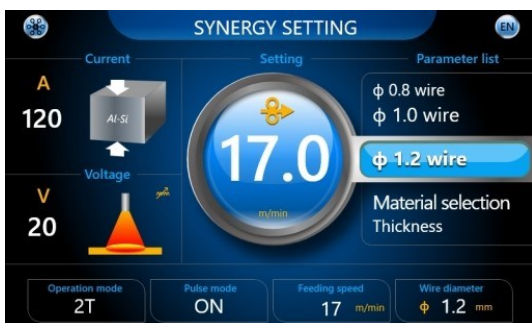 SYNERGY SETTING
EN
Current
A
120
Al-Si
Voltage
V
20
Setting
17.0
m/min
Parameter list
ϕ 0.8 wire
ϕ 1.0 wire
ϕ 1.2 wire
Material selection
Thickness
Operation mode
2T
Pulse mode
ON
Feeding speed
17 m/min
Wire diameter
ϕ 1.2 mm